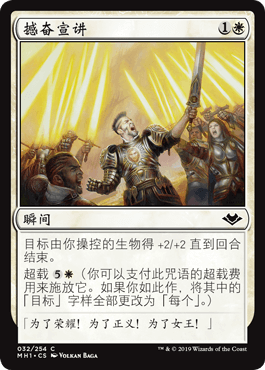 撼奋宣讲 1
瞬间
目标由你操控的生物得+2/+2直到回合
结束。
超载5（你可以支付此咒语的超载费
用来施放它。如果你如此作，将其中的
「目标」字样全部更改为「每个」。）
「为了荣耀！为了正义！为了女王！」
032/254 C
MH1 • CS VOLKAN BAGA
™ & © 2019 Wizards of the Coast